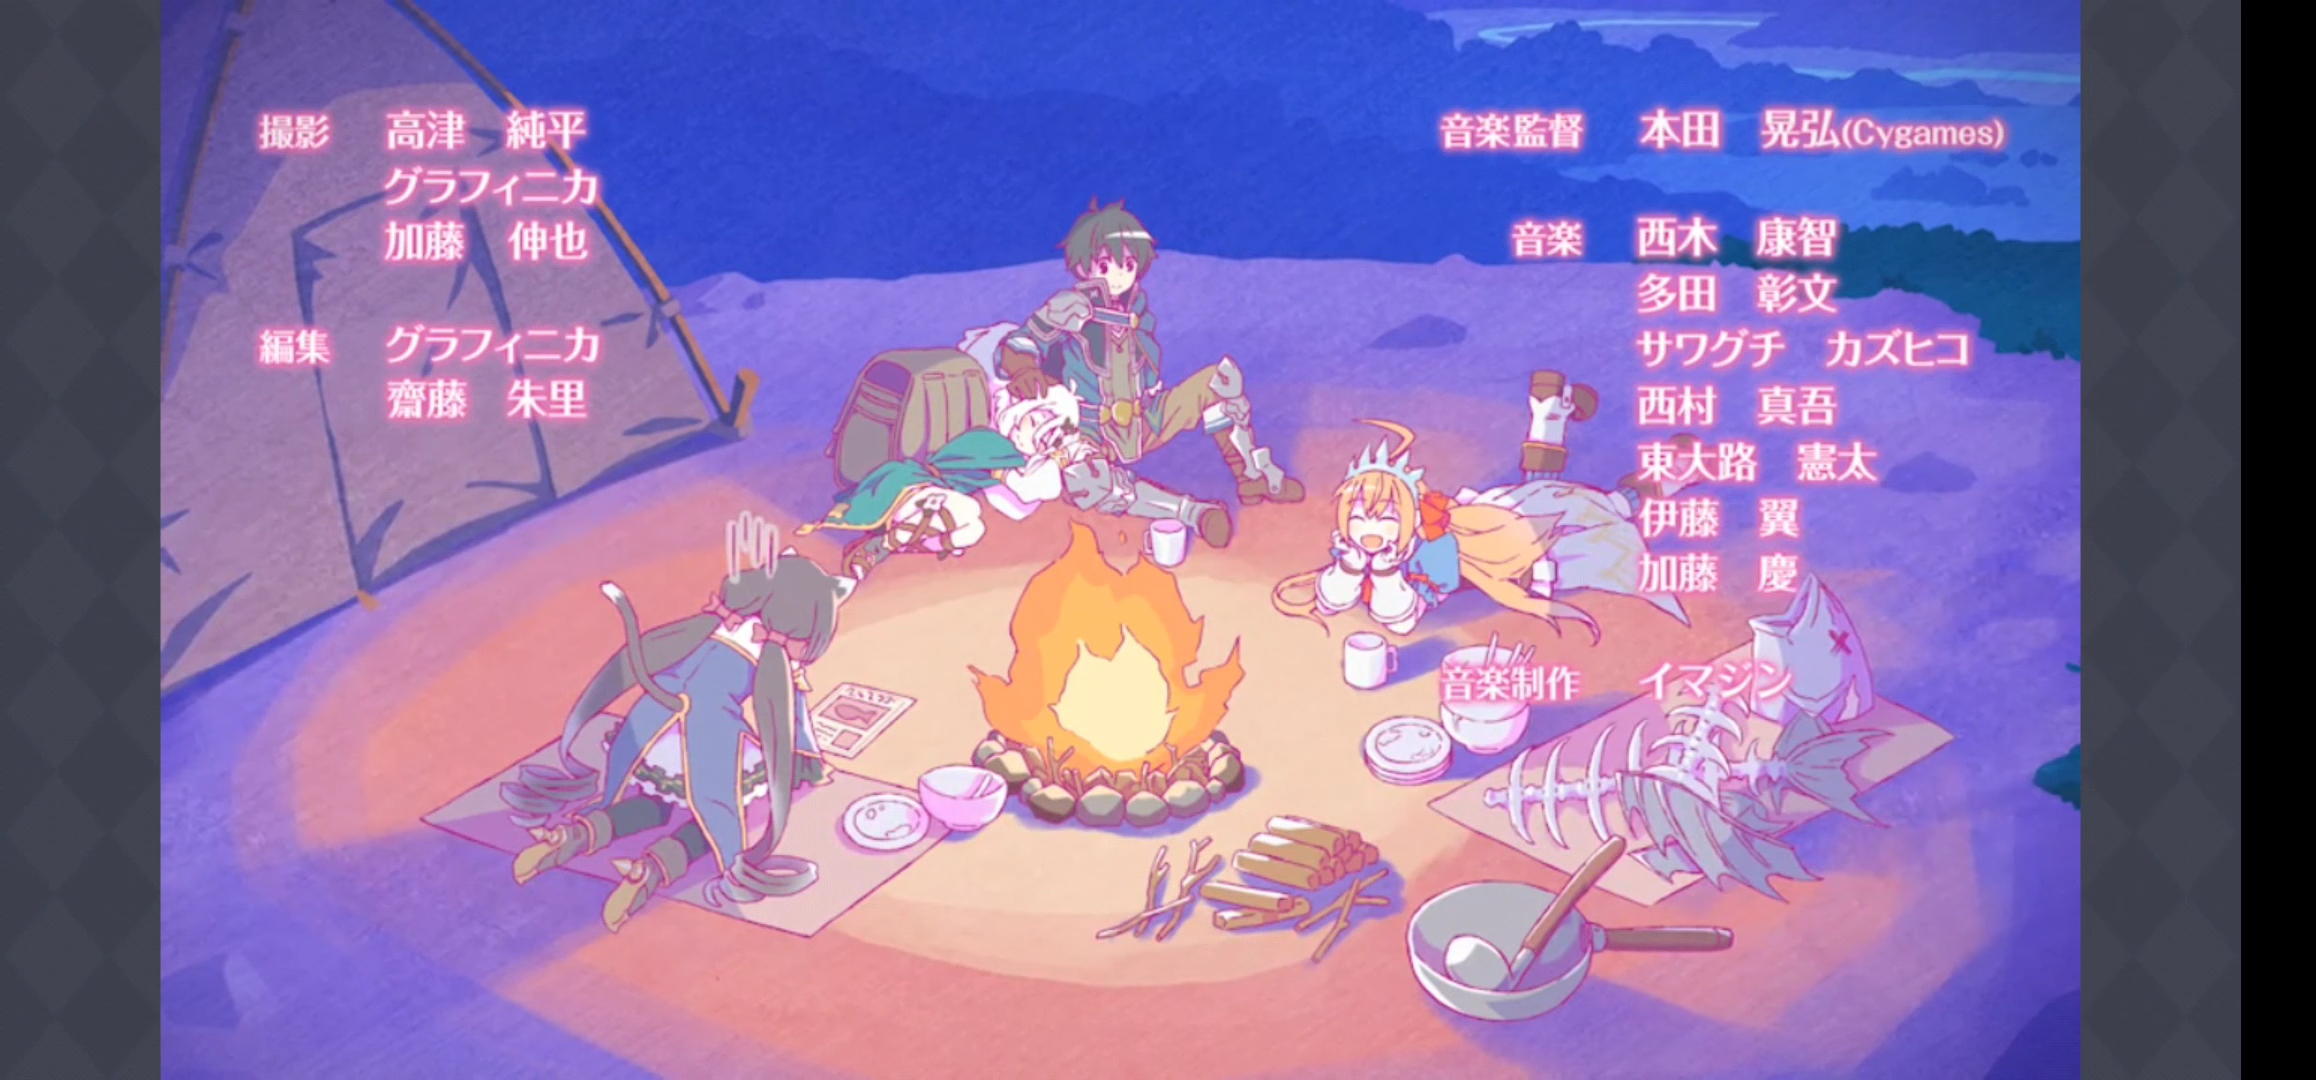 撮影　高津　純平
グラフィニカ
加藤　伸也
編集　グラフィニカ
齋藤　朱里
音楽監督　本田　晃弘(Cygames)
音楽　西木　康智
多田　彰文
サワグチ　カズヒコ
西村　真吾
東大路　憲太
伊藤　翼
加藤　慶
音楽制作　イマジン